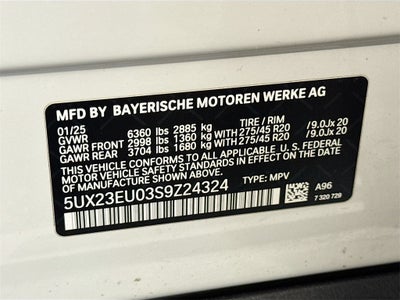 MFD BY BAYERISCHE MOTOREN WERKE AG
01/25 TIRE / RIM
GVWR 6360 lbs 2885 kg
GAWR FRONT 2998 lbs 1360 kg WITH 275/45 R20 /9.0Jx 20
GAWR REAR 3704 lbs 1680 kg WITH 275/45 R20 /9.0Jx 20
THIS VEHICLE CONFORMS TO ALL APPLICABLE U.S. FEDERAL
MOTOR VEHICLE SAFETY STANDARDS IN
EFFECT ON THE DATE OF MANUFACTURE SHOWN ABOVE.
5UX23EU03S9Z24324 TYPE: MPV
A96
7 320 729